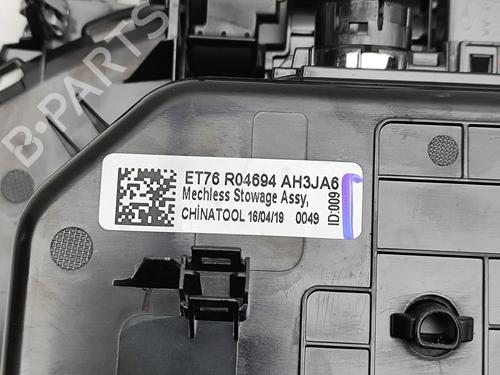 B-PARTS
ET76 R04694 AH3JA6
Mechless Stowage Assy,
CHINATOOL 16/04/19 0049
ID:009